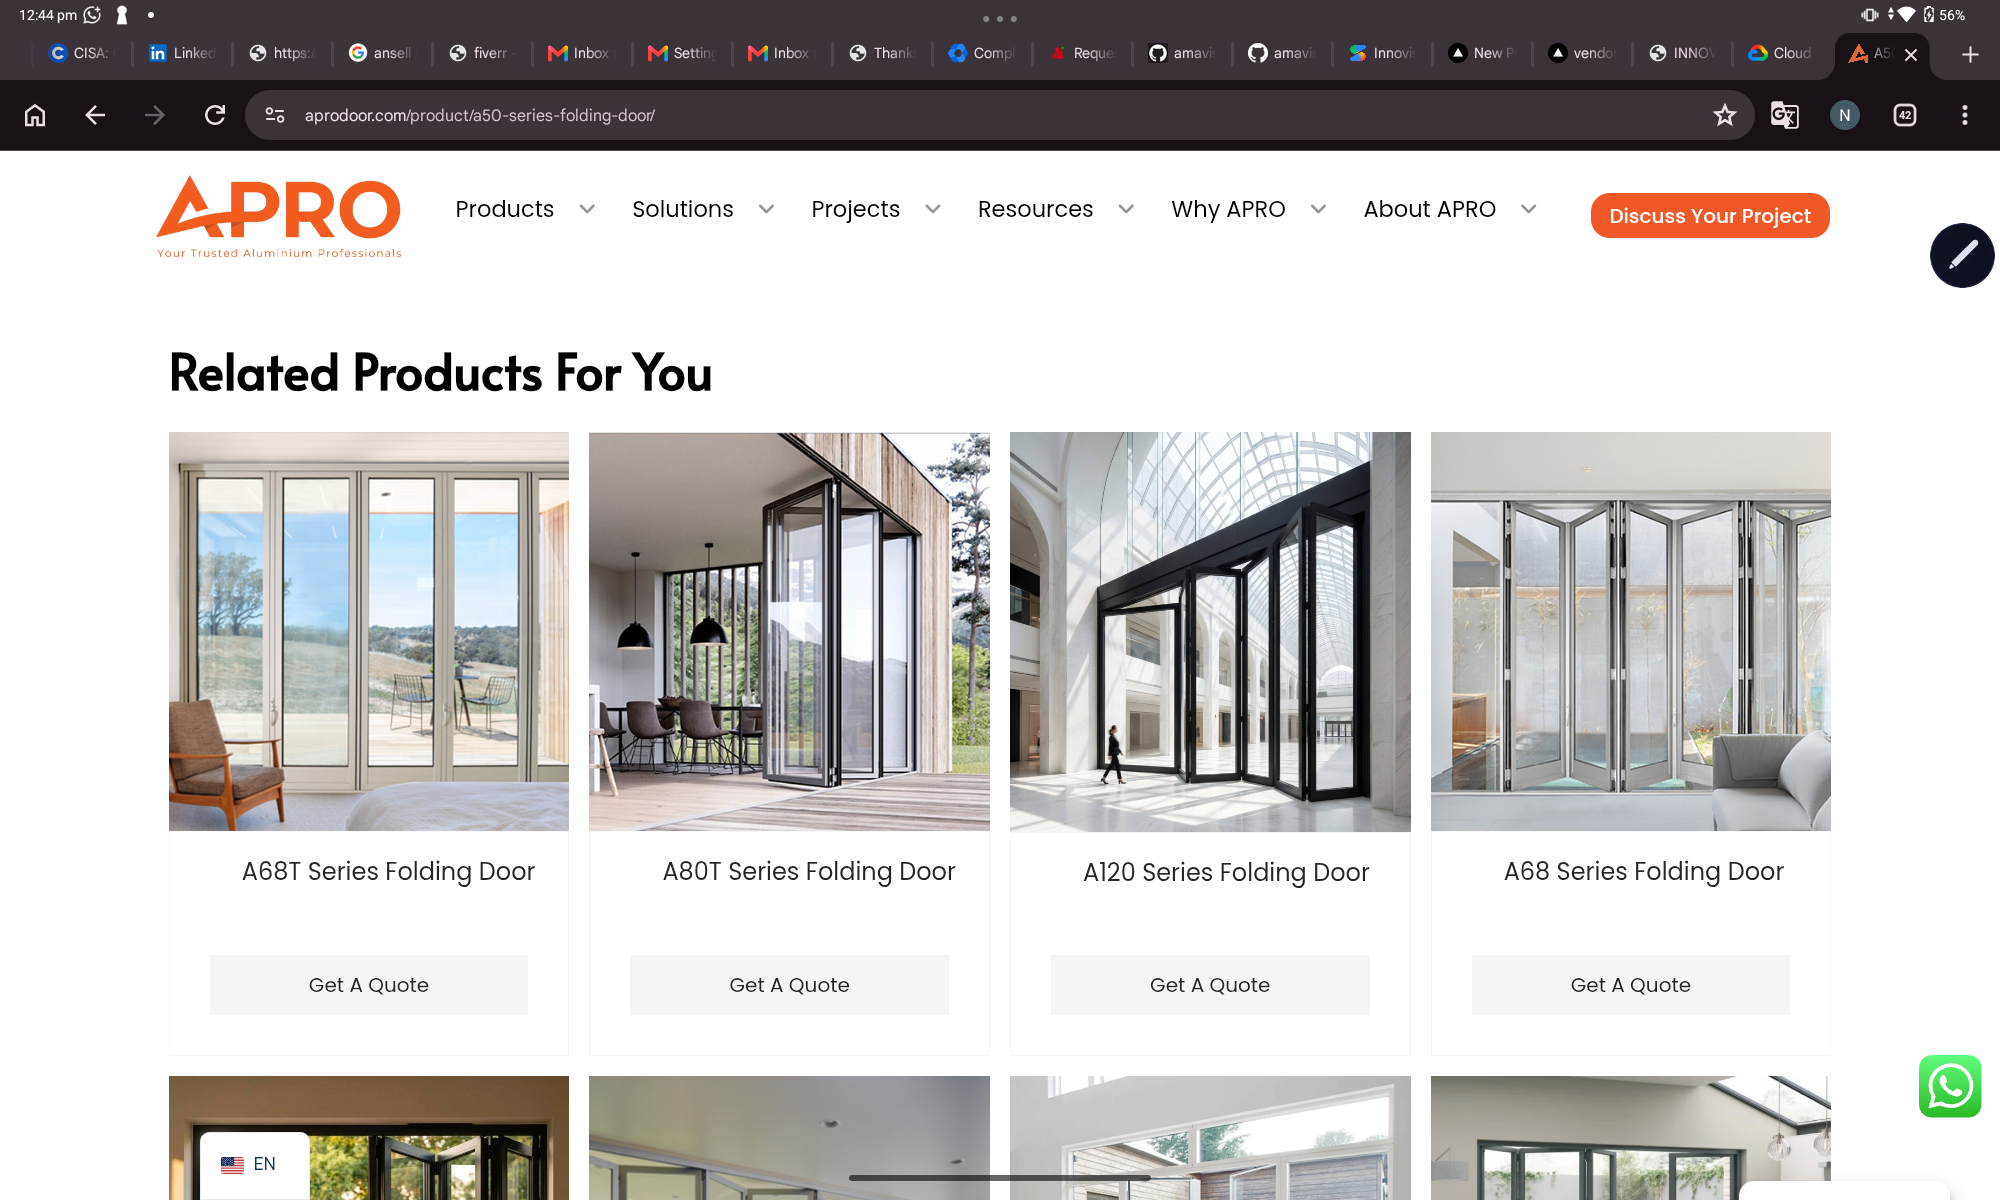 12:44 pm
56%
CISA:
Linked
https:/
ansell
fiverr
Inbox
Setting
Inbox
Thank
Compl
Reque
amavi
amavi
Innovi
New P
vendo
INNOV
Cloud
A50
aprodoor.com/product/a50-series-folding-door/
N
42
APRO
Your Trusted Aluminium Professionals
Products
Solutions
Projects
Resources
Why APRO
About APRO
Discuss Your Project
Related Products For You
A68T Series Folding Door
A80T Series Folding Door
A120 Series Folding Door
A68 Series Folding Door
Get A Quote
Get A Quote
Get A Quote
Get A Quote
EN